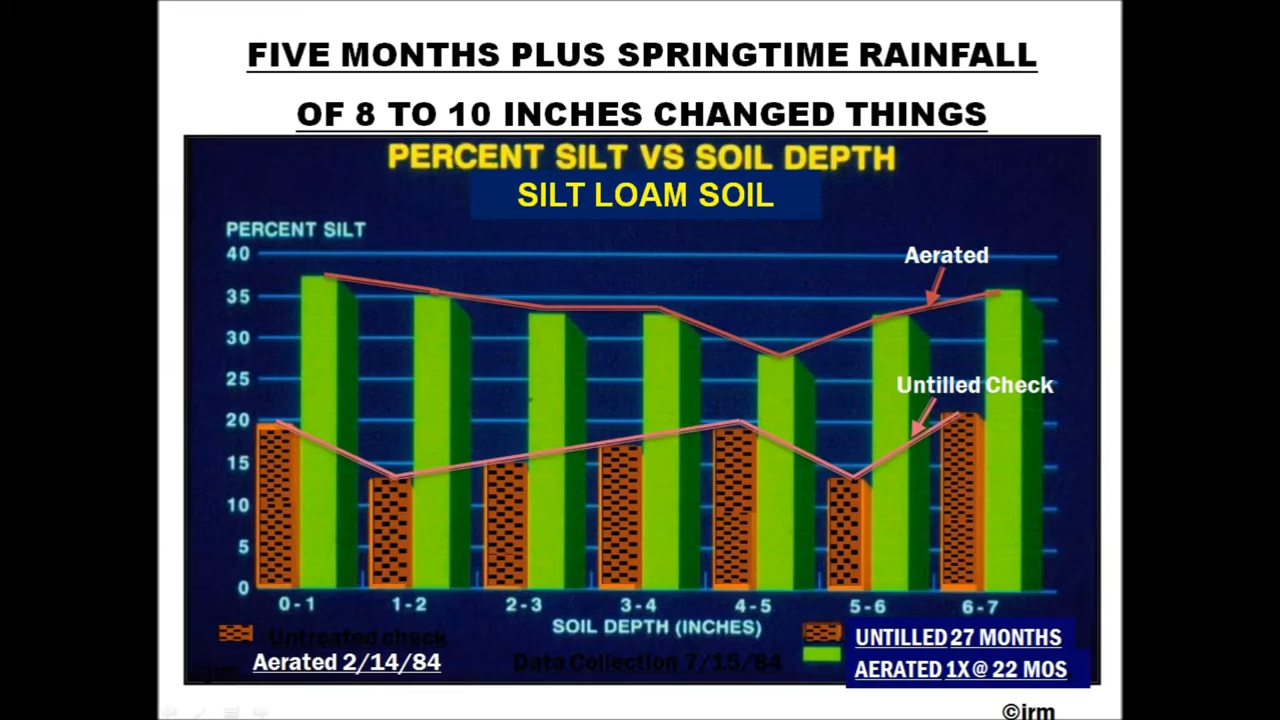 FIVE MONTHS PLUS SPRINGTIME RAINFALL
OF 8 TO 10 INCHES CHANGED THINGS
PERCENT SILT VS SOIL DEPTH
SILT LOAM SOIL
PERCENT SILT
40
35
30
25
20
15
10
5
0
Aerated
Untilled Check
0-1 1-2 2-3 3-4 4-5 5-6 6-7
SOIL DEPTH (INCHES)
Untreated check
UNTILLED 27 MONTHS
Aerated 2/14/84
Data Collection 7/15/84
AERATED 1X @ 22 MOS
©irm